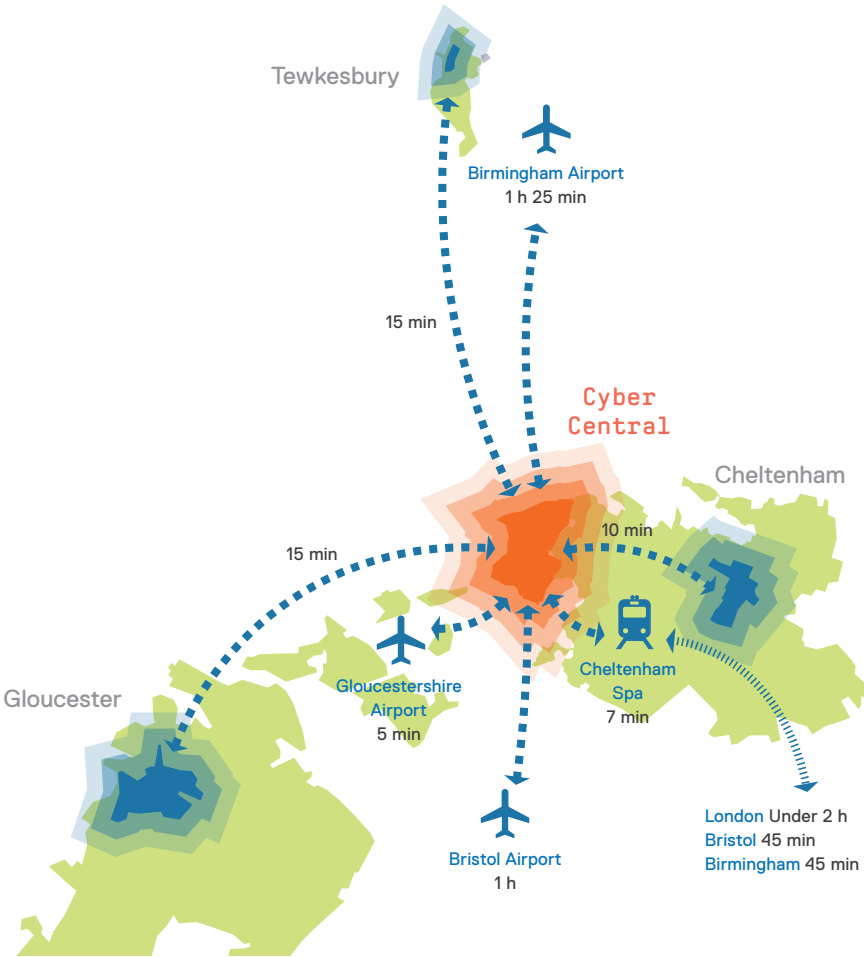 Tewkesbury
Birmingham Airport
1 h 25 min
15 min
Cyber
Central
Cheltenham
10 min
15 min
Gloucestershire
Airport
5 min
Cheltenham
Spa
7 min
Gloucester
London Under 2 h
Bristol 45 min
Birmingham 45 min
Bristol Airport
1 h